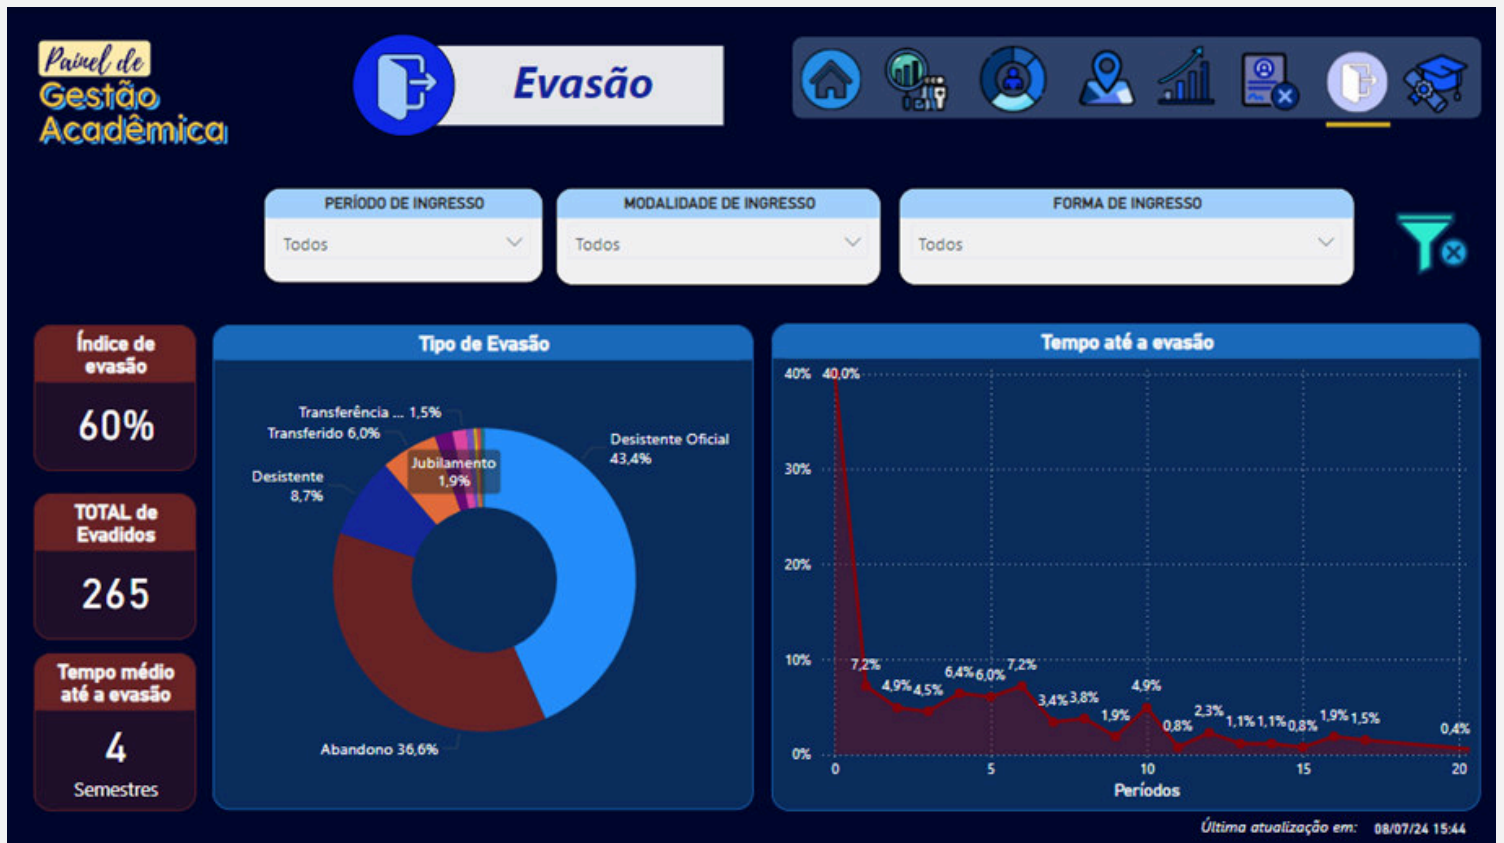 Painel de
Gestão
Acadêmica
Evasão
PERÍODO DE INGRESSO
Todos
MODALIDADE DE INGRESSO
Todos
FORMA DE INGRESSO
Todos
Índice de
evasão
60%
TOTAL de
Evadidos
265
Tempo médio
até a evasão
4
Semestres
Tipo de Evasão
Transferência ... 1,5%
Transferido 6,0%
Jubilamento
1,9%
Desistente
8,7%
Desistente Oficial
43,4%
Abandono 36,6%
Tempo até a evasão
40%
30%
20%
10%
0%
40,0%
7,2%
4,9%
4,5%
6,4%
6,0%
7,2%
3,4%
3,8%
1,9%
4,9%
0,8%
2,3%
1,1%
1,1%
0,8%
1,9%
1,5%
0,4%
0
5
10
15
20
Períodos
Última atualização em: 08/07/24 15:44